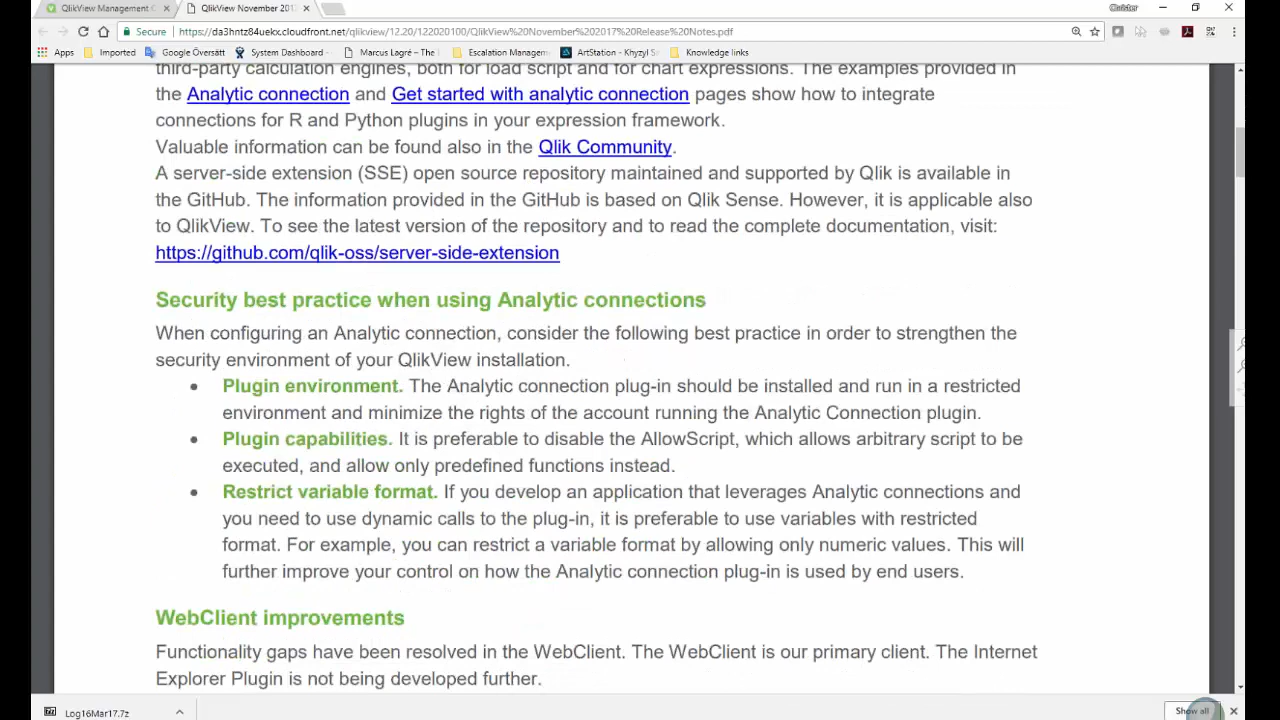 QlikView Management C
QlikView November 201
Secure
https://da3hntz84uekx.cloudfront.net/qlikview/12.20/122020100/QlikView%20November%202017%20Release%20Notes.pdf
Apps
Imported
Google Översätt
System Dashboard -
Marcus Lagré – The
Escalation Managem
ArtStation - Khyzyl S
Knowledge links
third-party calculation engines, both for load script and for chart expressions. The examples provided in
the Analytic connection and Get started with analytic connection pages show how to integrate
connections for R and Python plugins in your expression framework.
Valuable information can be found also in the Qlik Community.
A server-side extension (SSE) open source repository maintained and supported by Qlik is available in
the GitHub. The information provided in the GitHub is based on Qlik Sense. However, it is applicable also
to QlikView. To see the latest version of the repository and to read the complete documentation, visit:
https://github.com/qlik-oss/server-side-extension
Security best practice when using Analytic connections
When configuring an Analytic connection, consider the following best practice in order to strengthen the
security environment of your QlikView installation.
• Plugin environment. The Analytic connection plug-in should be installed and run in a restricted
environment and minimize the rights of the account running the Analytic Connection plugin.
• Plugin capabilities. It is preferable to disable the AllowScript, which allows arbitrary script to be
executed, and allow only predefined functions instead.
• Restrict variable format. If you develop an application that leverages Analytic connections and
you need to use dynamic calls to the plug-in, it is preferable to use variables with restricted
format. For example, you can restrict a variable format by allowing only numeric values. This will
further improve your control on how the Analytic connection plug-in is used by end users.
WebClient improvements
Functionality gaps have been resolved in the WebClient. The WebClient is our primary client. The Internet
Explorer Plugin is not being developed further.
Log16Mar17.7z
Show all